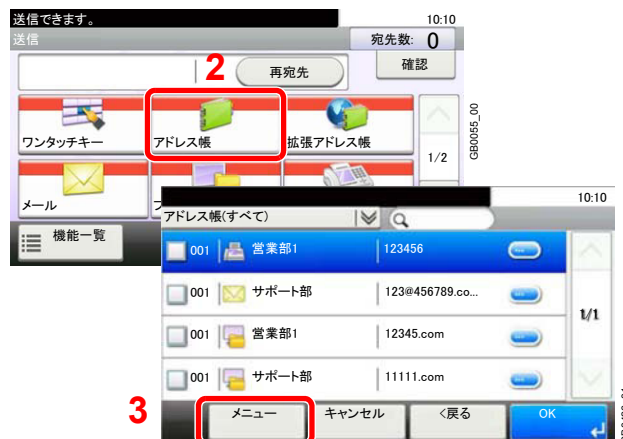 送信できます。 10:10
送信 宛先数: 0
2 再宛先 確認
ワンタッチキー アドレス帳 拡張アドレス帳
1/2
GB0055_00
メール
機能一覧
10:10
アドレス帳(すべて)
001 営業部1 123456
001 サポート部 123@456789.co...
1/1
001 営業部1 12345.com
001 サポート部 11111.com
3 メニュー キャンセル <戻る OK